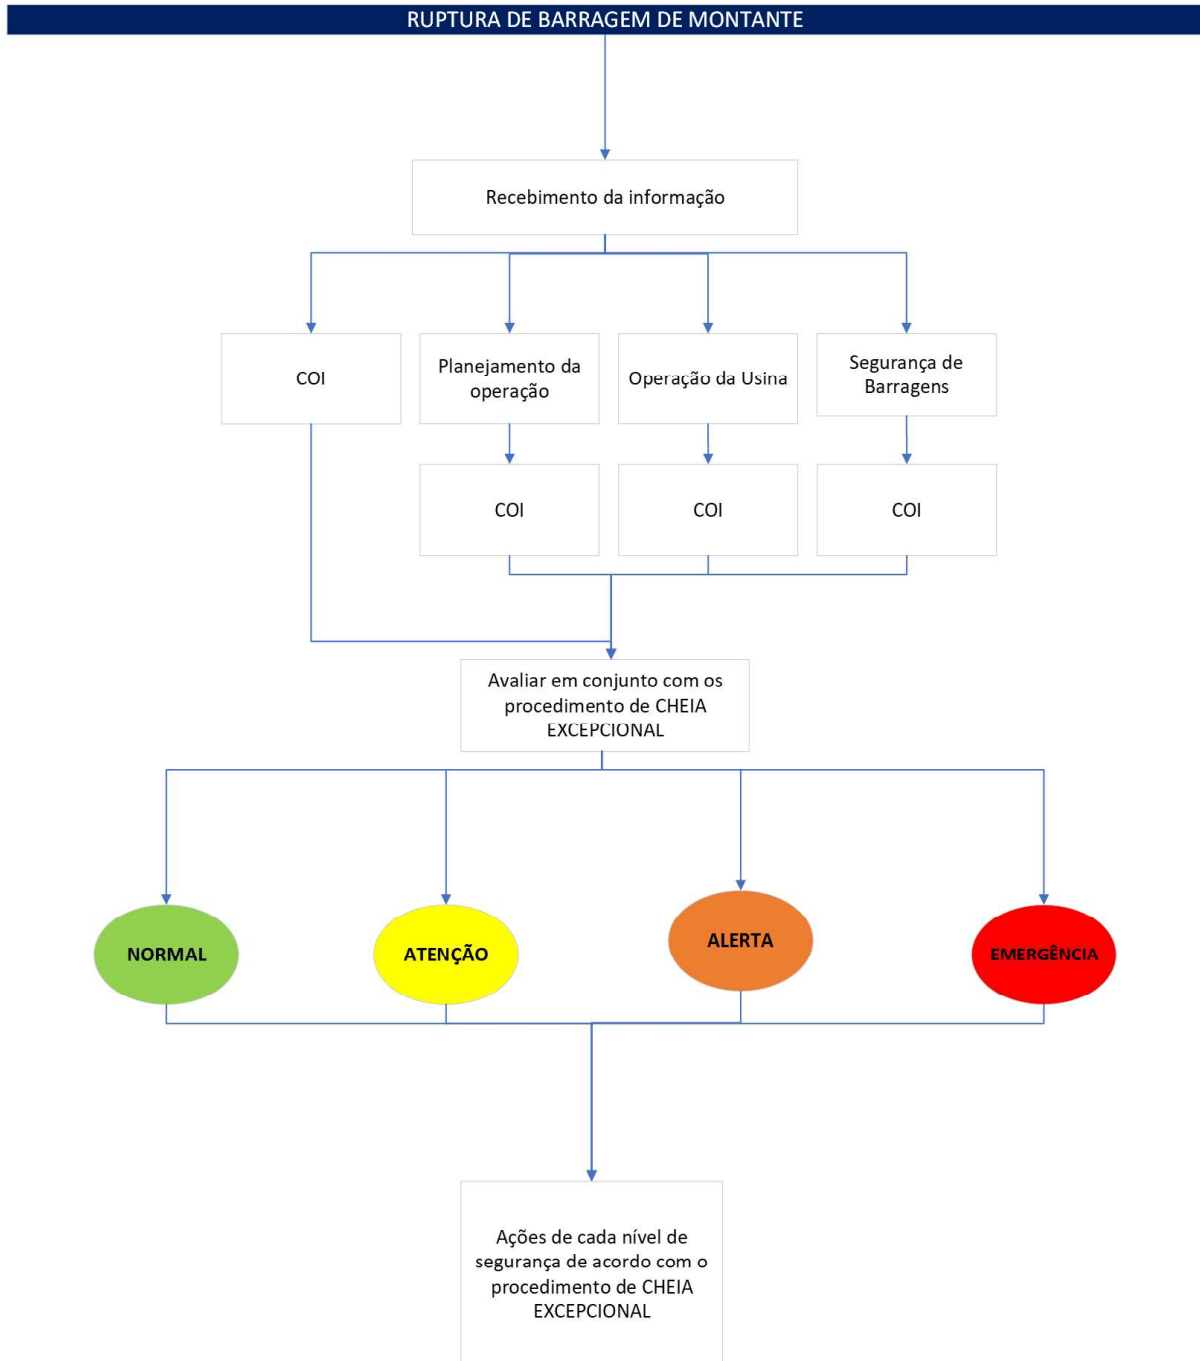 RUPTURA DE BARRAGEM DE MONTANTE
Recebimento da informação
COI
Planejamento da
operação
Operação da Usina
Segurança de
Barragens
COI
COI
COI
Avaliar em conjunto com os
procedimento de CHEIA
EXCEPCIONAL
NORMAL
ATENÇÃO
ALERTA
EMERGÊNCIA
Ações de cada nível de
segurança de acordo com o
procedimento de CHEIA
EXCEPCIONAL